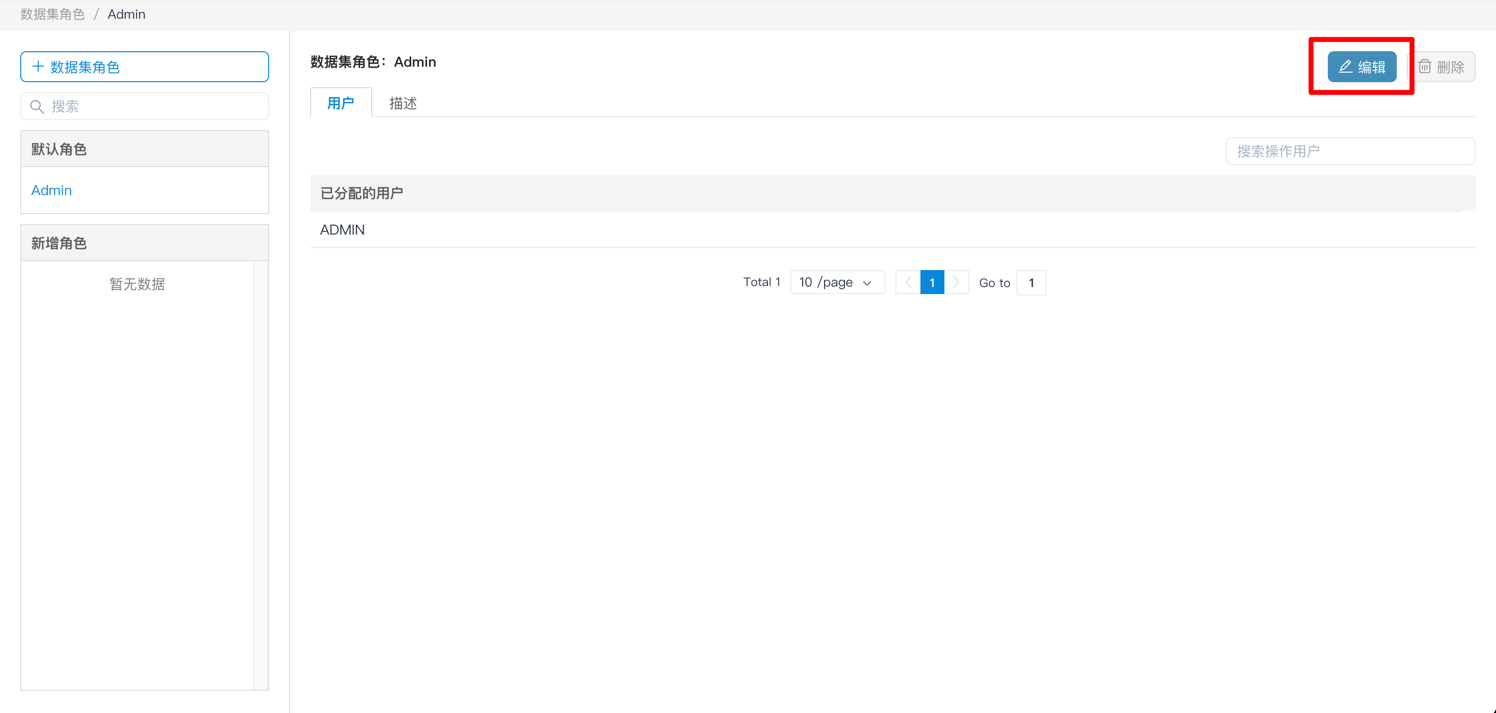 数据集角色 / Admin
+ 数据集角色
搜索
默认角色
Admin
新增角色
暂无数据
数据集角色：Admin
编辑
删除
用户
描述
搜索操作用户
已分配的用户
ADMIN
Total 1
10 /page
1
Go to
1